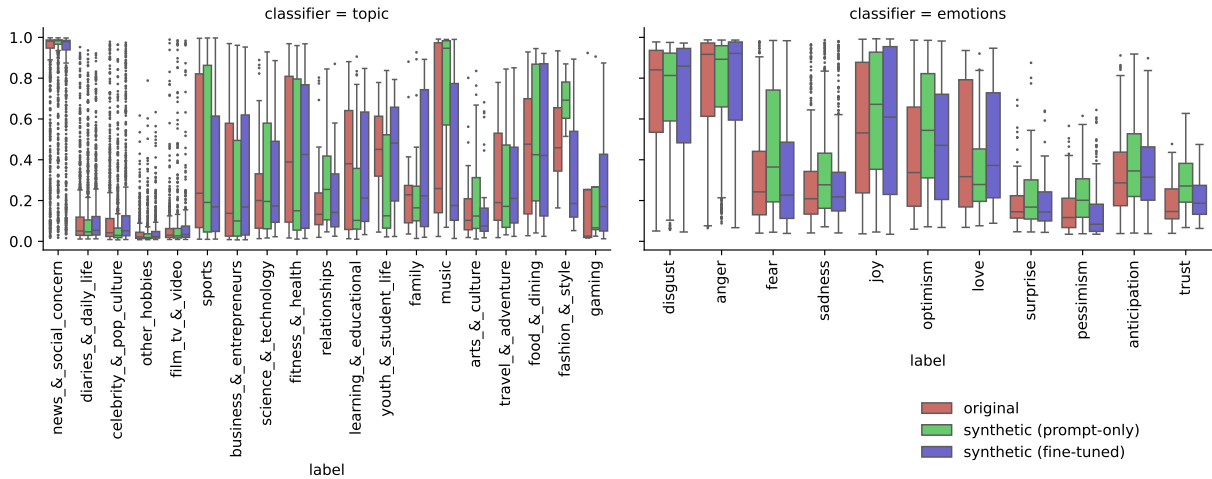 classifier = topic
classifier = emotions
1.0
0.8
0.6
0.4
0.2
0.0
news_&_social_concern
diaries_&_daily_life
celebrity_&_pop_culture
other_hobbies
film_tv_&_video
sports
business_&_entrepreneurs
science_&_technology
fitness_&_health
relationships
learning_&_educational
youth_&_student_life
family
music
arts_&_culture
travel_&_adventure
food_&_dining
fashion_&_style
gaming
label
disgust
anger
fear
sadness
joy
optimism
love
surprise
pessimism
anticipation
trust
label
original
synthetic (prompt-only)
synthetic (fine-tuned)